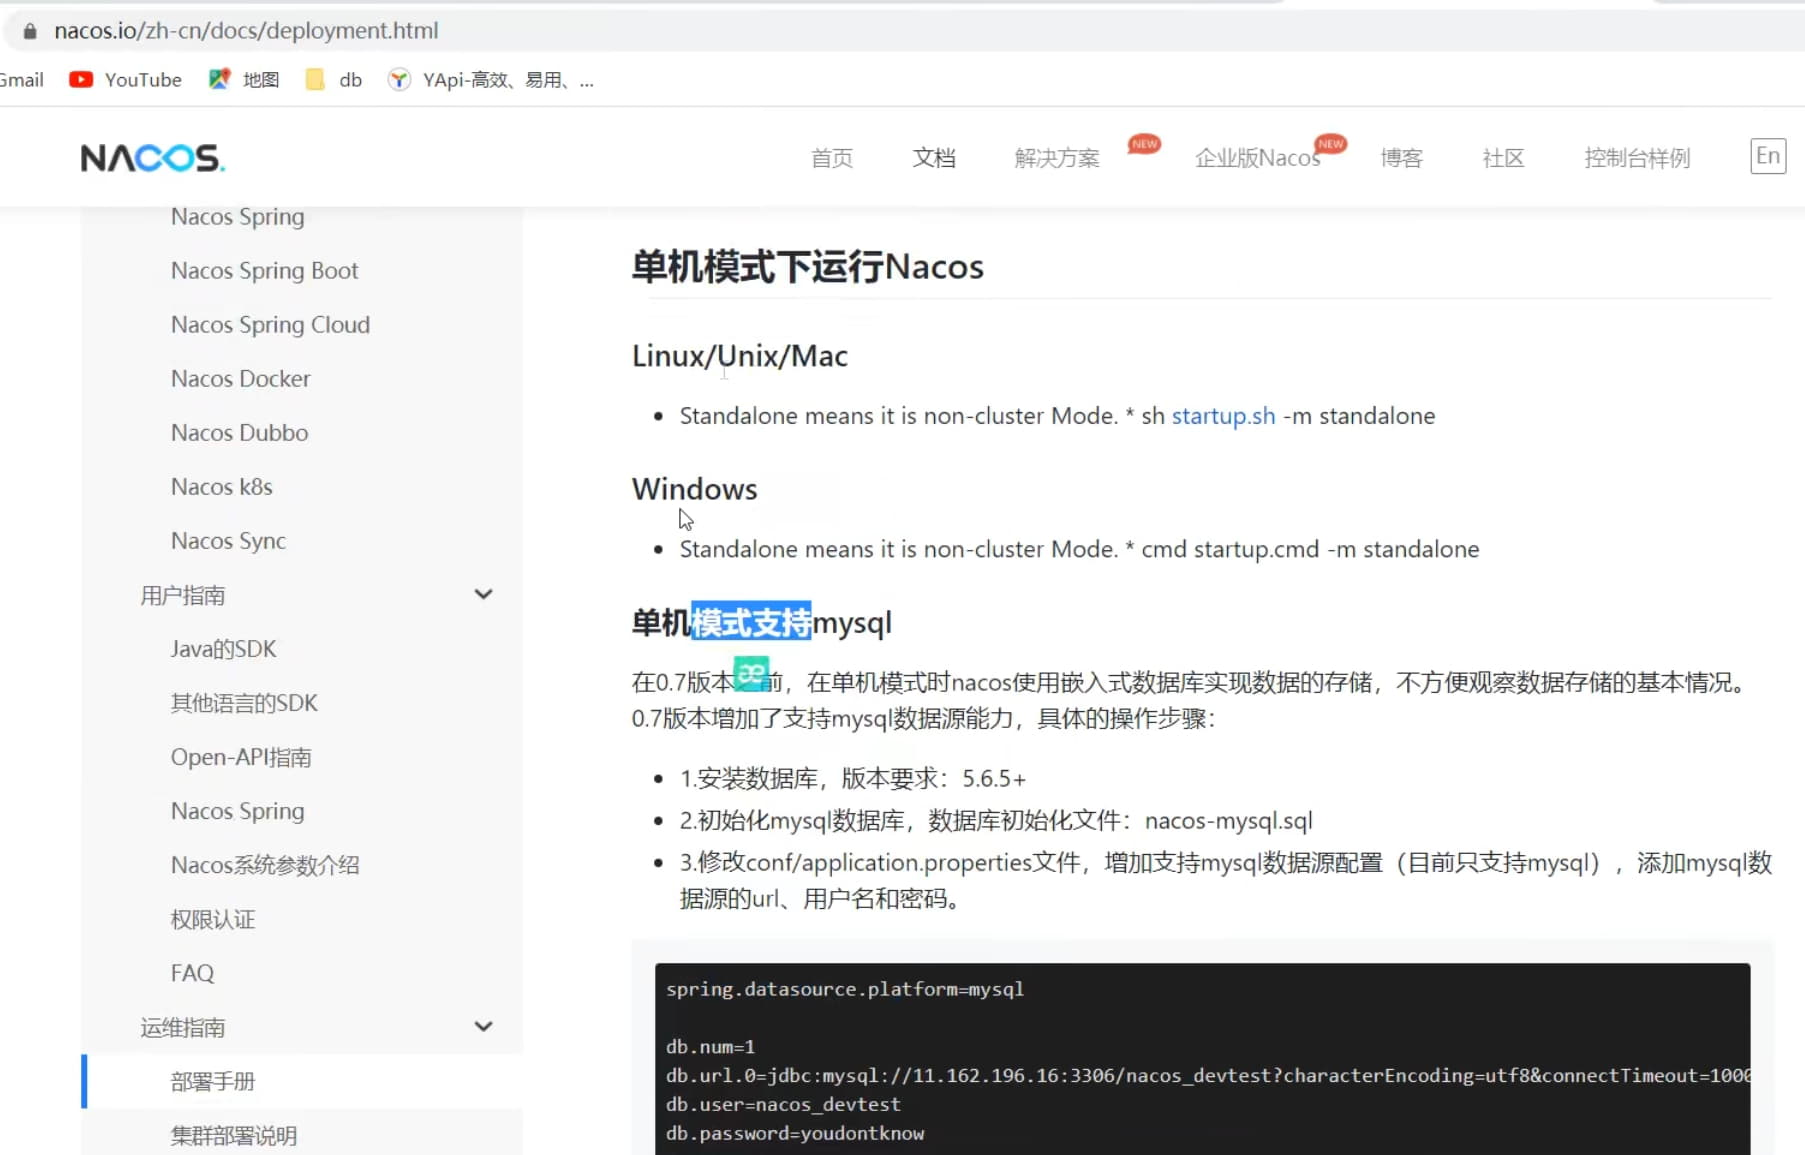 nacos.io/zh-cn/docs/deployment.html
Gmail YouTube 地图 db YApi-高效、易用、...
NACOS. 首页 文档 解决方案 NEW 企业版Nacos NEW 博客 社区 控制台样例 En
Nacos Spring
Nacos Spring Boot
Nacos Spring Cloud
Nacos Docker
Nacos Dubbo
Nacos k8s
Nacos Sync
用户指南
Java的SDK
其他语言的SDK
Open-API指南
Nacos Spring
Nacos系统参数介绍
权限认证
FAQ
运维指南
部署手册
集群部署说明
单机模式下运行Nacos
Linux/Unix/Mac
• Standalone means it is non-cluster Mode. * sh startup.sh -m standalone
Windows
• Standalone means it is non-cluster Mode. * cmd startup.cmd -m standalone
单机模式支持mysql
在0.7版本前，在单机模式时nacos使用嵌入式数据库实现数据的存储，不方便观察数据存储的基本情况。
0.7版本增加了支持mysql数据源能力，具体的操作步骤：
• 1.安装数据库，版本要求：5.6.5+
• 2.初始化mysql数据库，数据库初始化文件：nacos-mysql.sql
• 3.修改conf/application.properties文件，增加支持mysql数据源配置（目前只支持mysql），添加mysql数
据源的url、用户名和密码。
spring.datasource.platform=mysql
db.num=1
db.url.0=jdbc:mysql://11.162.196.16:3306/nacos_devtest?characterEncoding=utf8&connectTimeout=1000
db.user=nacos_devtest
db.password=youdontknow